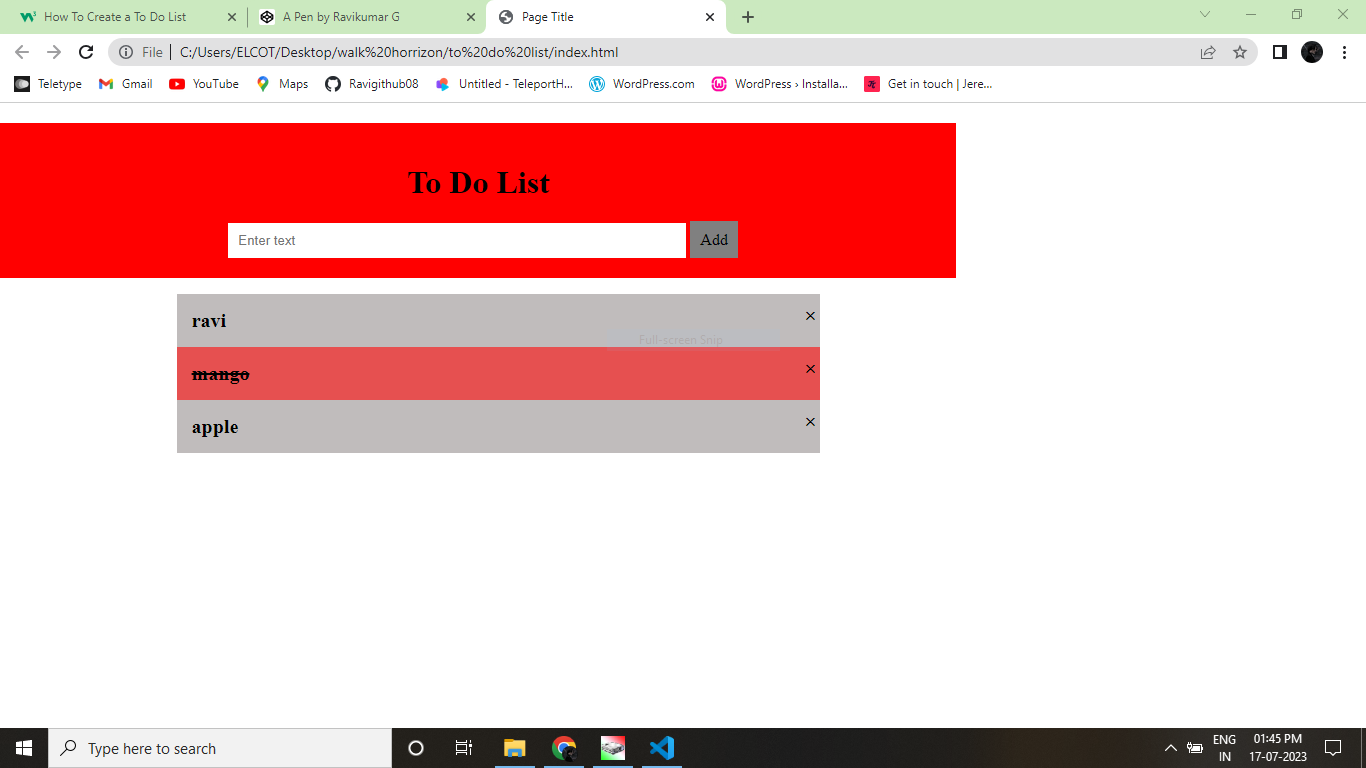 How To Create a To Do List
A Pen by Ravikumar G
Page Title
File
C:/Users/ELCOT/Desktop/walk%20horrizon/to%20do%20list/index.html
Teletype
Gmail
YouTube
Maps
Ravigithub08
Untitled - TeleportH...
WordPress.com
WordPress › Installa...
Get in touch | Jere...
To Do List
Enter text
Add
ravi
×
Full-screen Snip
mango
×
apple
×
Type here to search
ENG
IN
01:45 PM
17-07-2023